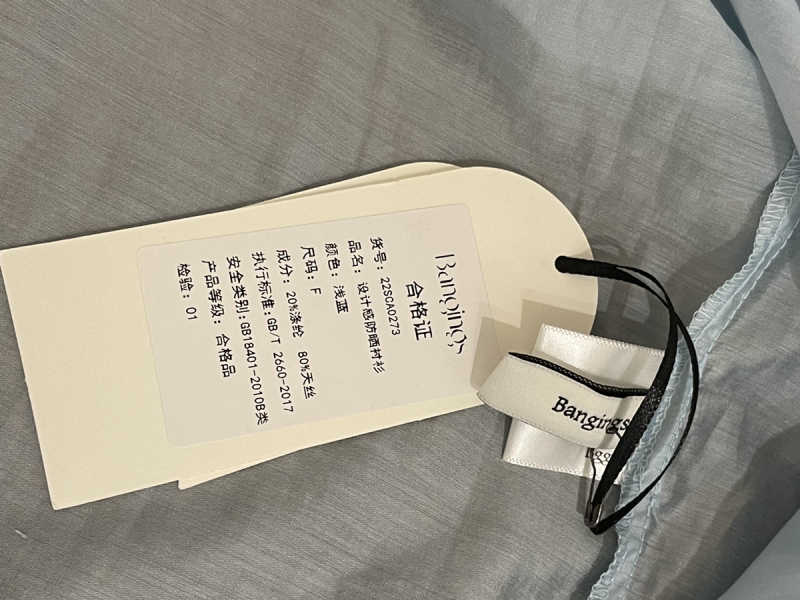 Bangings
合格证
货号: 22SCA0273
品名: 设计感防晒衬衫
颜色: 浅蓝
尺码: F
成分: 20%涤纶 80%天丝
执行标准:GB/T 2660-2017
安全类别:GB18401-2010B类
产品等级: 合格品
检验: 01
Bangings